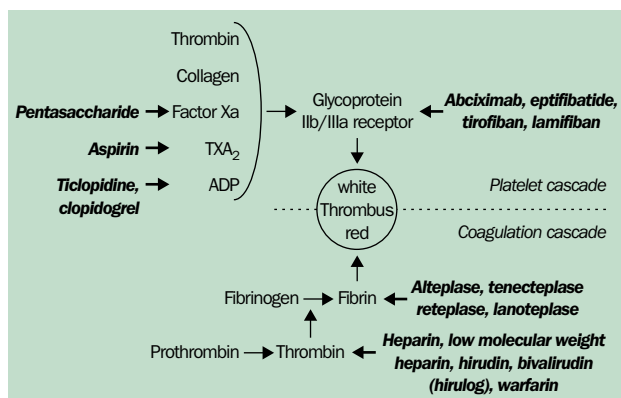 Thrombin
Collagen
Pentasaccharide
Factor Xa
Glycoprotein
IIb/IIIa receptor
Abciximab, eptifibatide,
tirofiban, lamifiban
Aspirin
TXA2
Ticlopidine,
clopidogrel
ADP
white
Thrombus
red
Platelet cascade
Coagulation cascade
Fibrinogen
Fibrin
Alteplase, tenecteplase
reteplase, lanoteplase
Prothrombin
Thrombin
Heparin, low molecular weight
heparin, hirudin, bivalirudin
(hirulog), warfarin